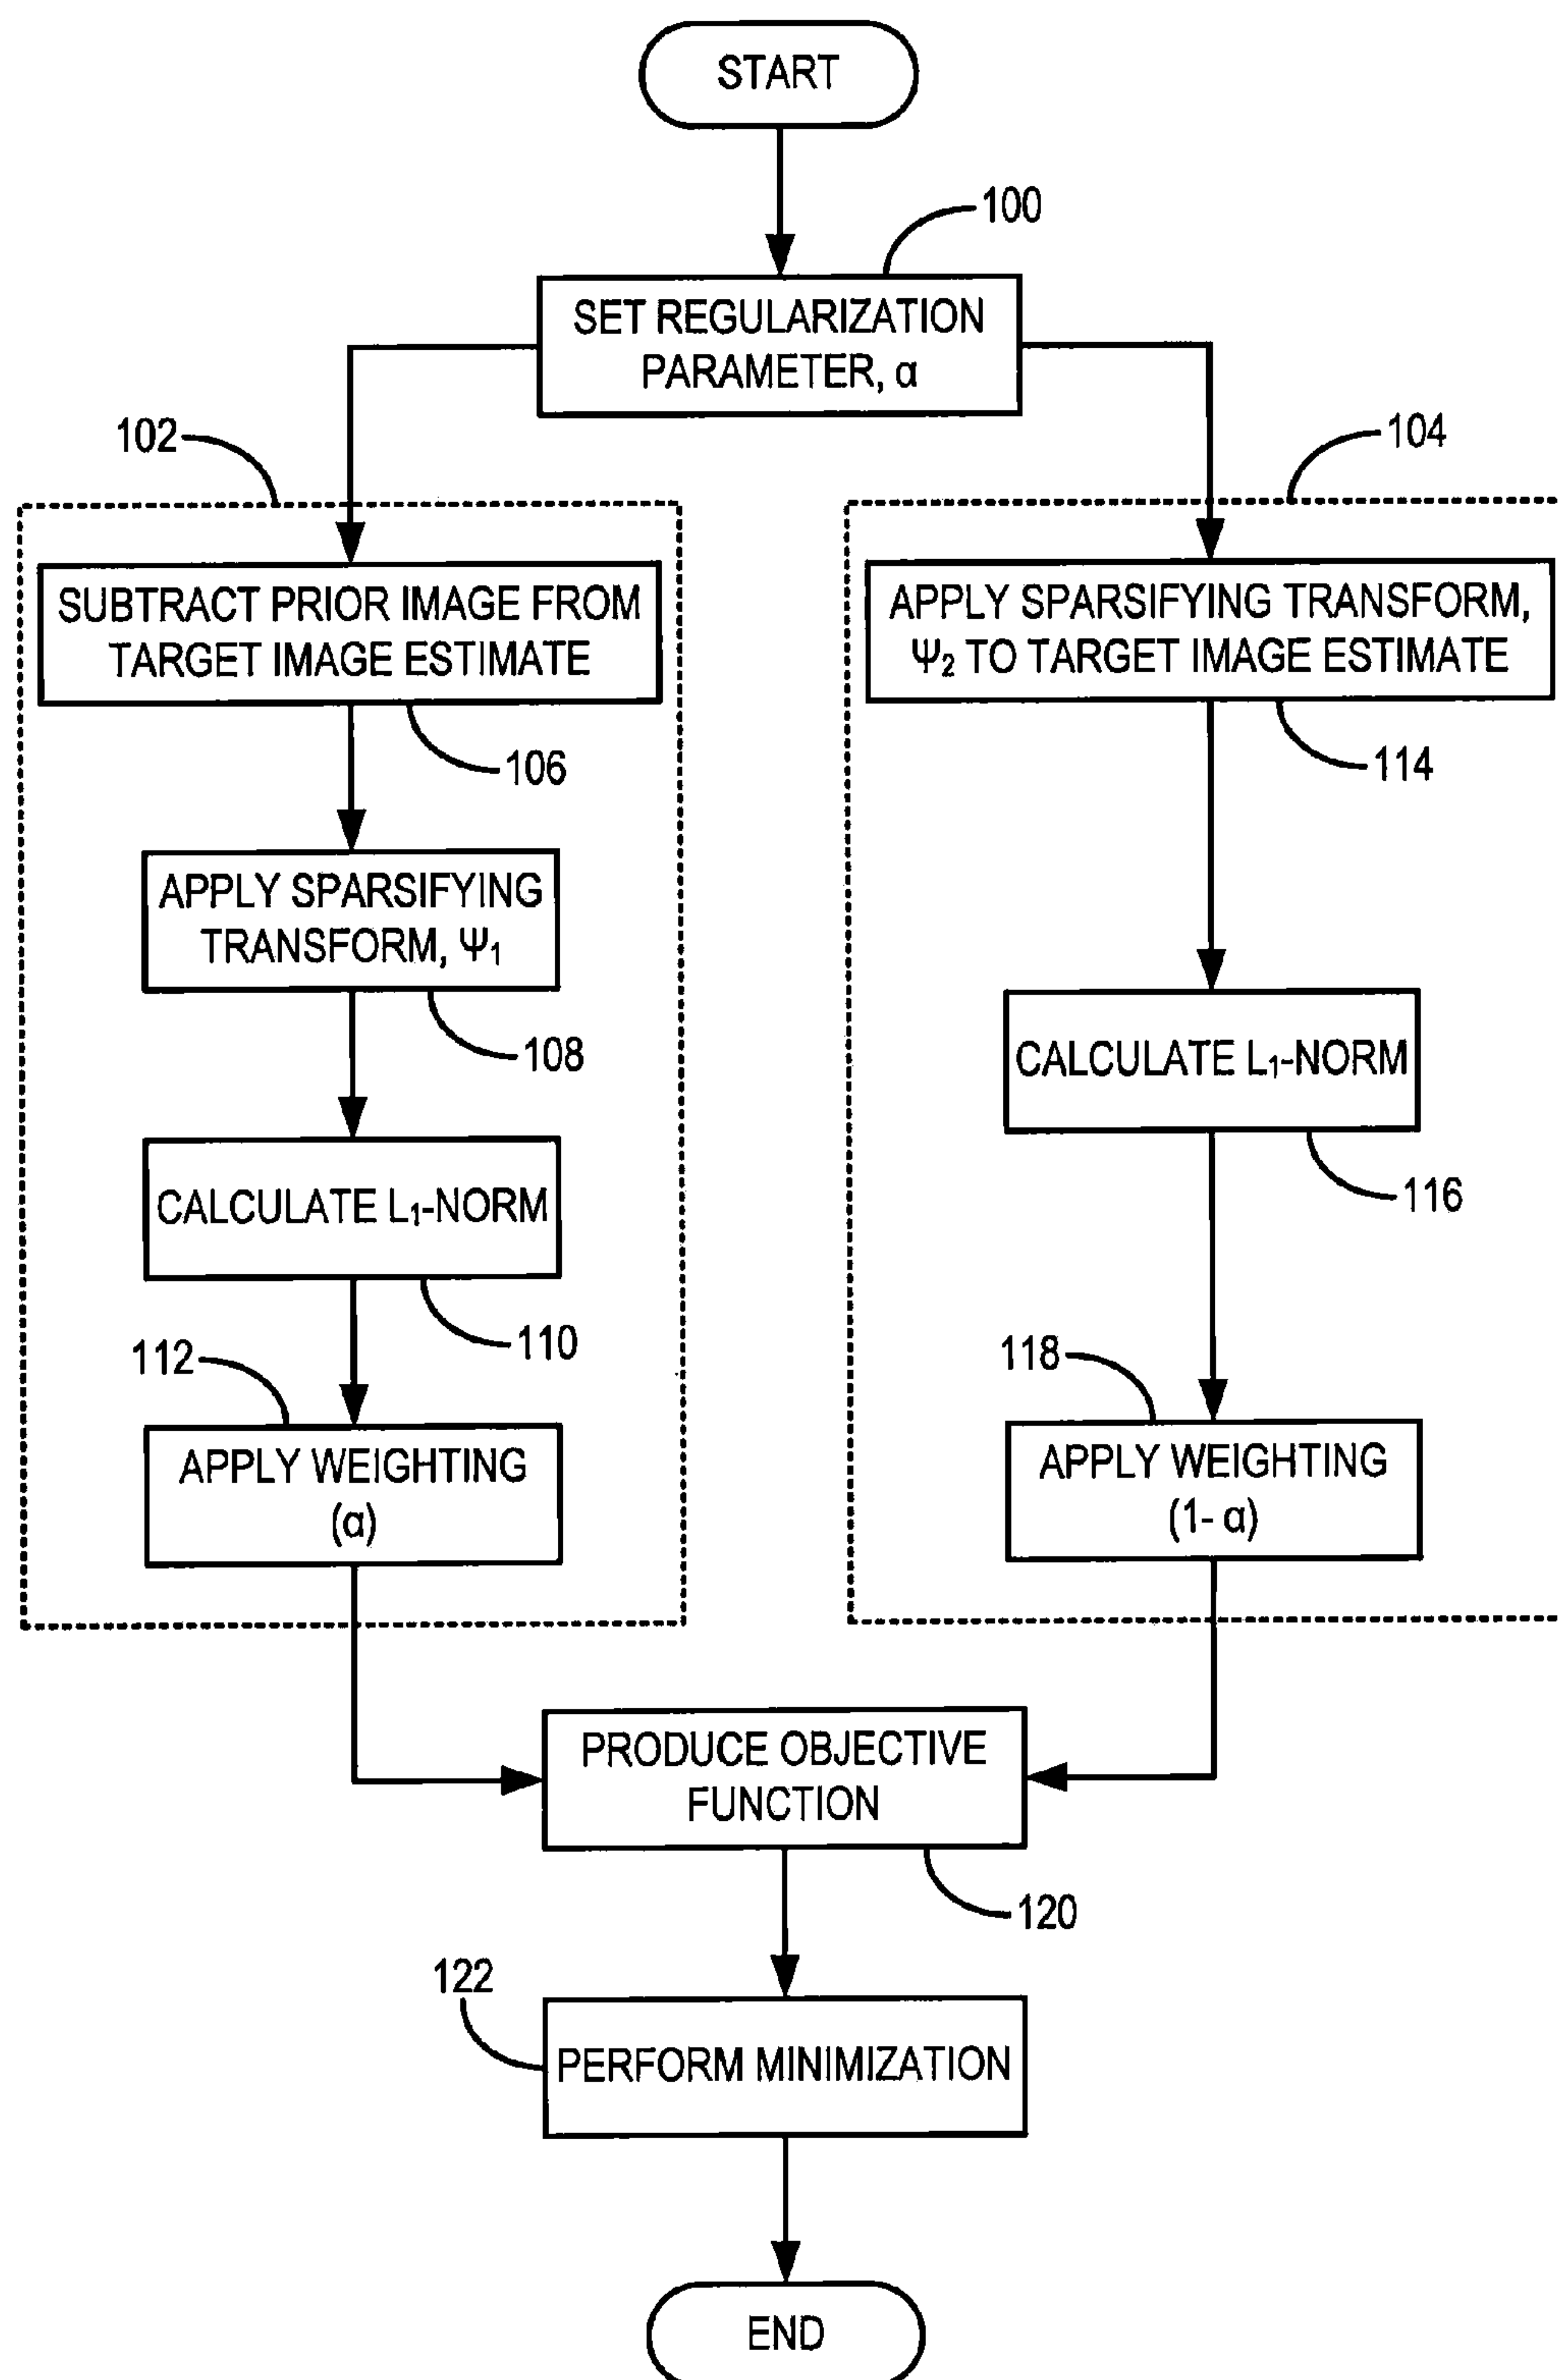 START
100
SET REGULARIZATION
PARAMETER, α
102
104
SUBTRACT PRIOR IMAGE FROM
TARGET IMAGE ESTIMATE
106
APPLY SPARSIFYING TRANSFORM,
Ψ₂ TO TARGET IMAGE ESTIMATE
114
APPLY SPARSIFYING
TRANSFORM, Ψ₁
108
CALCULATE L₁-NORM
116
CALCULATE L₁-NORM
110
112
APPLY WEIGHTING
(α)
118
APPLY WEIGHTING
(1- α)
PRODUCE OBJECTIVE
FUNCTION
120
122
PERFORM MINIMIZATION
END